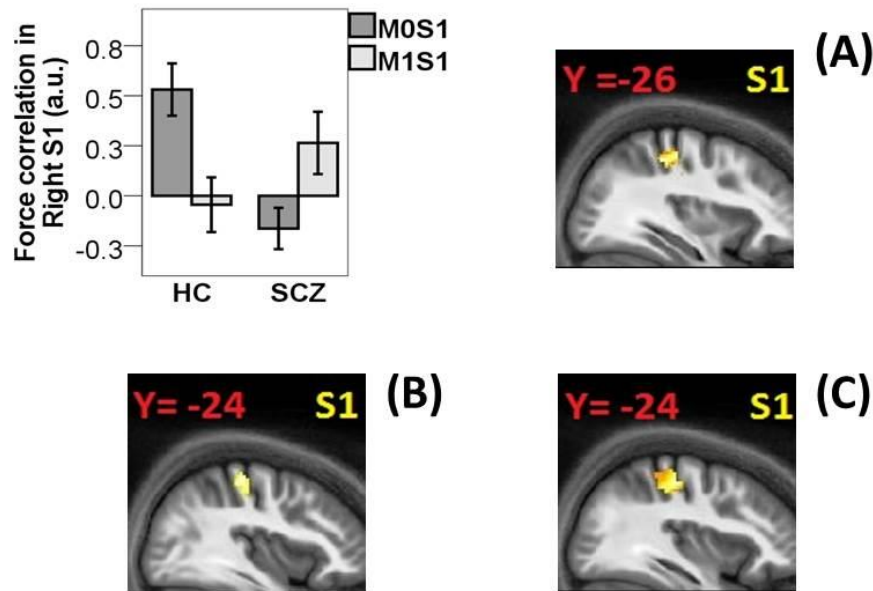 M0S1
M1S1
Force correlation in
Right S1 (a.u.)
0.8
0.5
0.3
0.0
-0.3
HC SCZ
(A)
Y =-26 S1
(B)
Y= -24 S1
(C)
Y= -24 S1